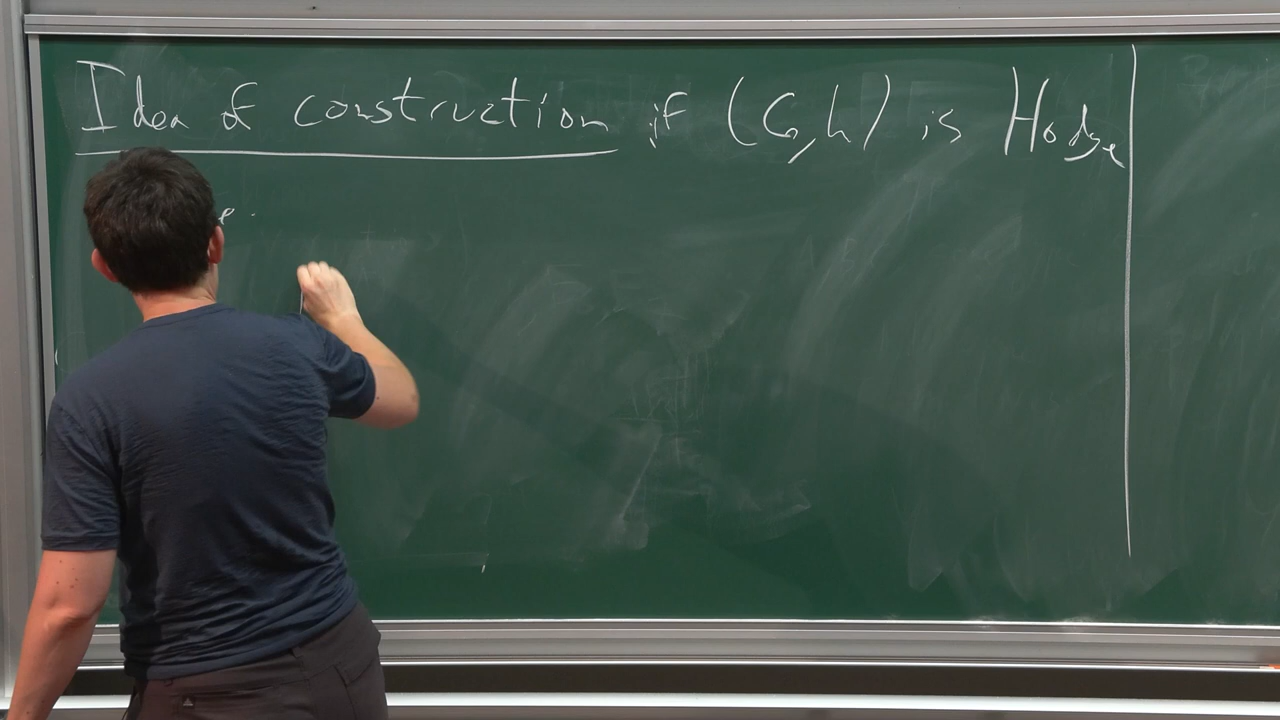 Idea of construction if (G,h) is Hodge